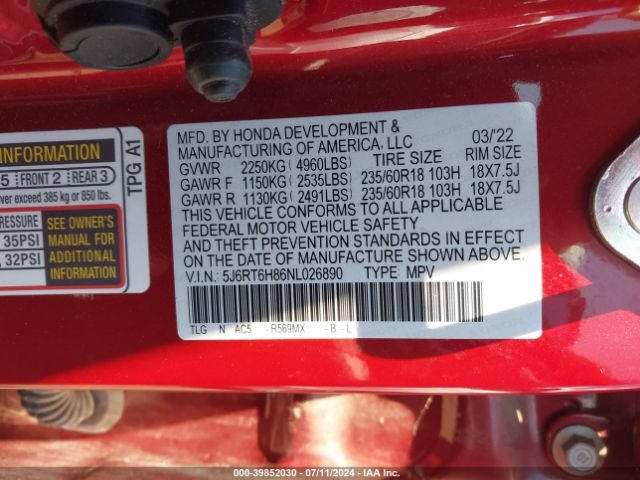 INFORMATION
5 FRONT 2 REAR 3
ver exceed 385 kg or 850 lbs.
RESSURE
35PSI
32PSI
SEE OWNER'S
MANUAL FOR
ADDITIONAL
INFORMATION
TPG A1
MFD. BY HONDA DEVELOPMENT &
MANUFACTURING OF AMERICA, LLC 03/'22
GVWR 2250KG (4960LBS) TIRE SIZE RIM SIZE
GAWR F 1150KG (2535LBS) 235/60R18 103H 18X7.5J
GAWR R 1130KG (2491LBS) 235/60R18 103H 18X7.5J
THIS VEHICLE CONFORMS TO ALL APPLICABLE
FEDERAL MOTOR VEHICLE SAFETY
AND THEFT PREVENTION STANDARDS IN EFFECT
ON THE DATE OF MANUFACTURE SHOWN ABOVE.
V.I.N.: 5J6RT6H86NL026890 TYPE: MPV
TLG N AC5 - R569MX - B - L
000-39852030 - 07/11/2024 - IAA Inc.